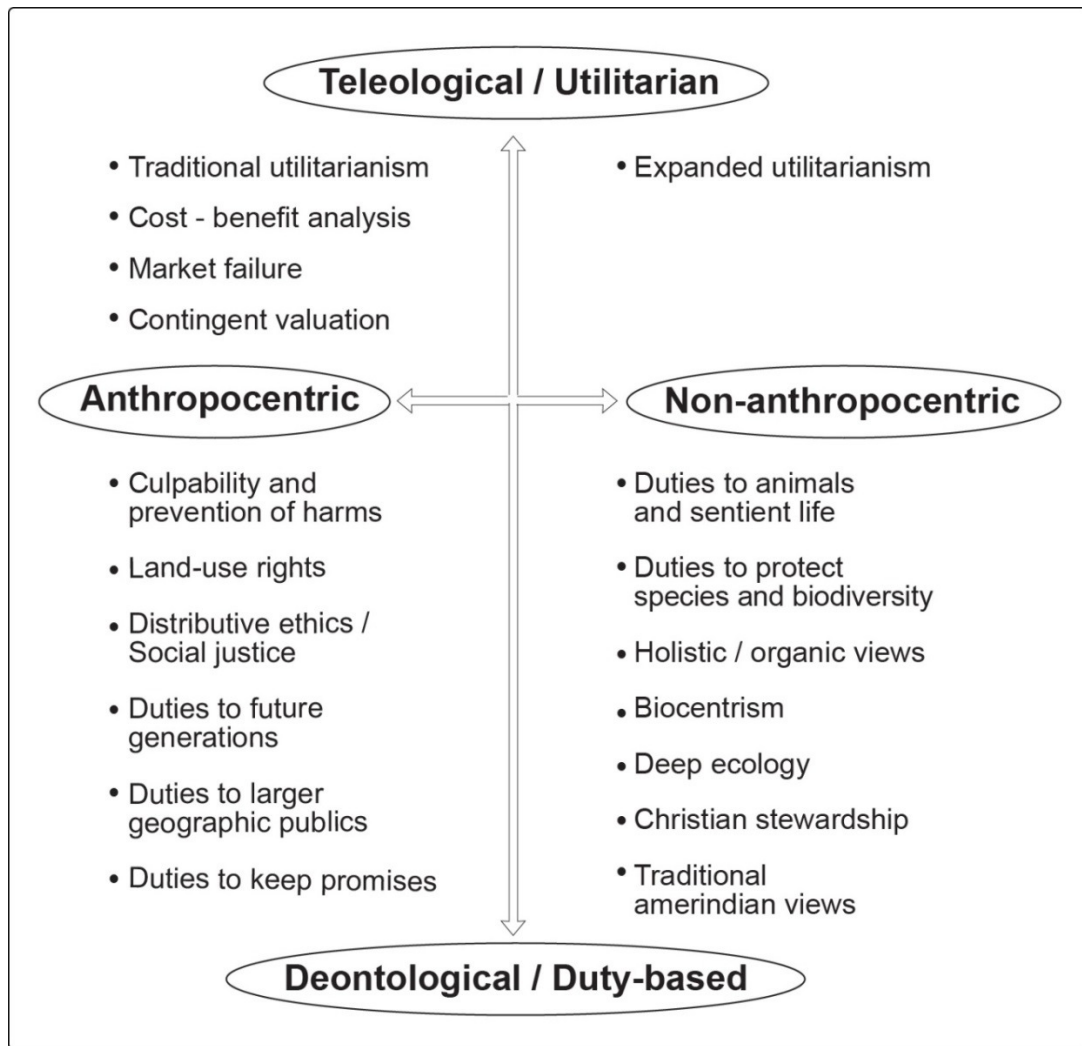 Teleological / Utilitarian
• Traditional utilitarianism
• Cost - benefit analysis
• Market failure
• Contingent valuation
• Expanded utilitarianism
Anthropocentric
Non-anthropocentric
• Culpability and
prevention of harms
• Land-use rights
• Distributive ethics /
Social justice
• Duties to future
generations
• Duties to larger
geographic publics
• Duties to keep promises
• Duties to animals
and sentient life
• Duties to protect
species and biodiversity
• Holistic / organic views
• Biocentrism
• Deep ecology
• Christian stewardship
• Traditional
amerindian views
Deontological / Duty-based